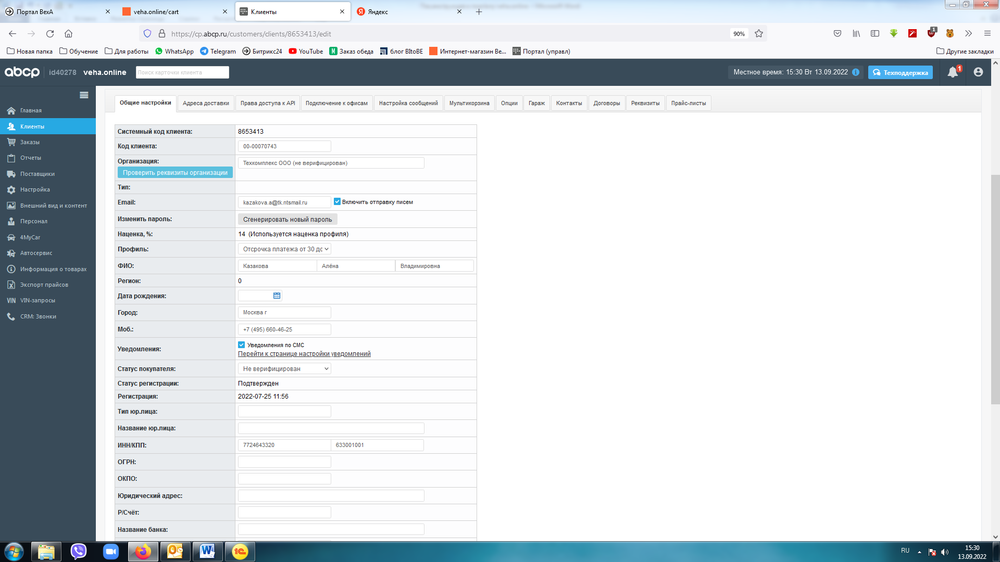 Портал ВехА
veha.online/cart
Клиенты
Яндекс
https://cp.abcp.ru/customers/clients/8653413/edit
90%
1
Новая папка
Обучение
Для работы
WhatsApp
Telegram
Битрикс24
YouTube
Заказ обеда
блог BItoBE
Интернет-магазин Ве...
Портал (управл)
Другие закладки
abcp
id40278
veha.online
Поиск карточки клиента
Местное время: 15:30 Вт 13.09.2022
Техподдержка
1
Главная
Клиенты
Заказы
Отчеты
Поставщики
Настройка
Внешний вид и контент
Персонал
4MyCar
Автосервис
Информация о товарах
Экспорт прайсов
VIN VIN-запросы
CRM: Звонки
Общие настройки
Адреса доставки
Права доступа к API
Подключение к офисам
Настройка сообщений
Мультикорзина
Опции
Гараж
Контакты
Договоры
Реквизиты
Прайс-листы
Системный код клиента: 8653413
Код клиента: 00-00070743
Организация: Техкомплекс ООО (не верифицирован)
Проверить реквизиты организации
Тип:
Email: kazakova.a@tk.ntsmail.ru Включить отправку писем
Изменить пароль: Сгенерировать новый пароль
Наценка, %: 14 (Используется наценка профиля)
Профиль: Отсрочка платежа от 30 дс
ФИО: Казакова Алёна Владимировна
Регион: 0
Дата рождения:
Город: Москва г
Моб.: +7 (495) 660-46-25
Уведомления: Уведомления по СМС
Перейти к странице настройки уведомлений
Статус покупателя: Не верифицирован
Статус регистрации: Подтвержден
Регистрация: 2022-07-25 11:56
Тип юр.лица:
Название юр.лица:
ИНН/КПП: 7724643320 633001001
ОГРН:
ОКПО:
Юридический адрес:
Р/Счёт:
Название банка:
RU
15:30
13.09.2022